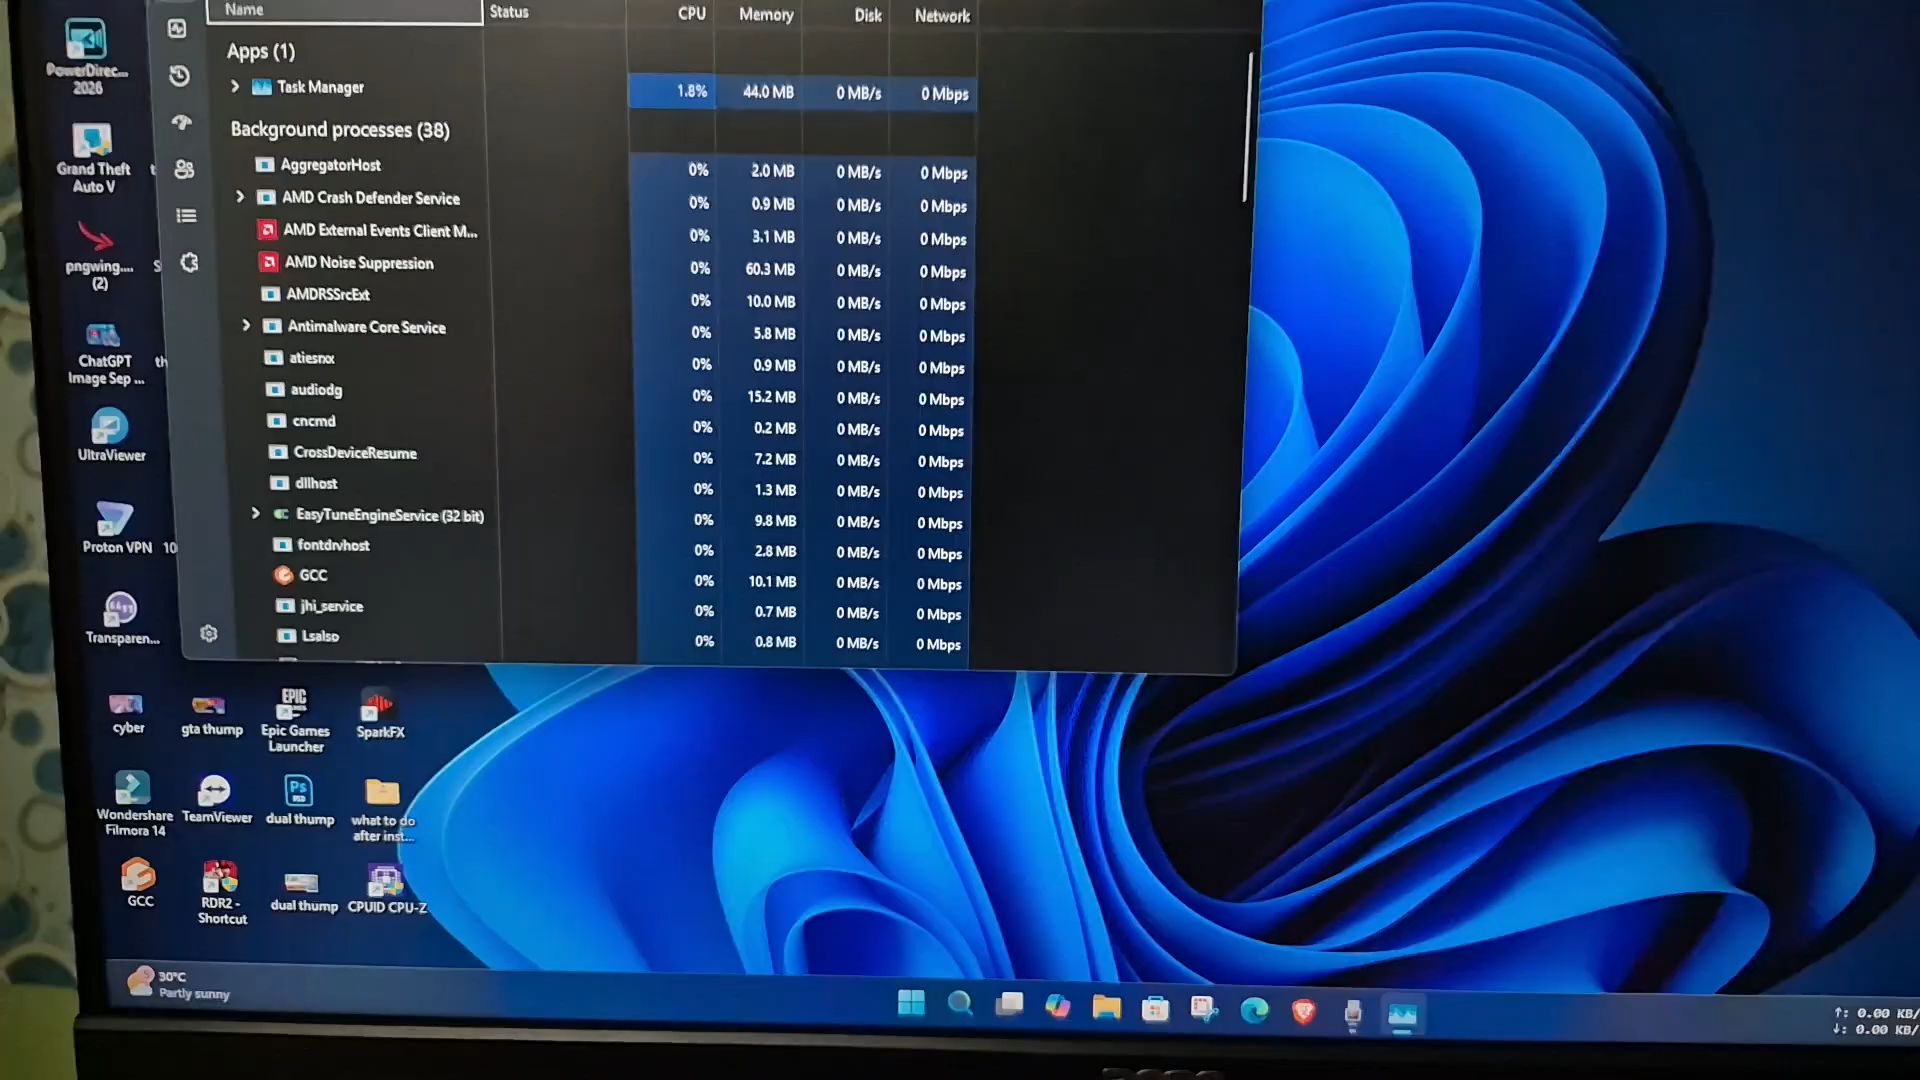 Name Status CPU Memory Disk Network
Apps (1)
Task Manager 1.8% 44.0 MB 0 MB/s 0 Mbps
Background processes (38)
AggregatorHost 0% 2.0 MB 0 MB/s 0 Mbps
AMD Crash Defender Service 0% 0.9 MB 0 MB/s 0 Mbps
AMD External Events Client M... 0% 3.1 MB 0 MB/s 0 Mbps
AMD Noise Suppression 0% 60.3 MB 0 MB/s 0 Mbps
AMDRSSrcExt 0% 10.0 MB 0 MB/s 0 Mbps
Antimalware Core Service 0% 5.8 MB 0 MB/s 0 Mbps
atiesrxx 0% 0.9 MB 0 MB/s 0 Mbps
audiodg 0% 15.2 MB 0 MB/s 0 Mbps
cncmd 0% 0.2 MB 0 MB/s 0 Mbps
CrossDeviceResume 0% 7.2 MB 0 MB/s 0 Mbps
dllhost 0% 1.3 MB 0 MB/s 0 Mbps
EasyTuneEngineService (32 bit) 0% 9.8 MB 0 MB/s 0 Mbps
fontdrvhost 0% 2.8 MB 0 MB/s 0 Mbps
GCC 0% 10.1 MB 0 MB/s 0 Mbps
jhi_service 0% 0.7 MB 0 MB/s 0 Mbps
LsaIso 0% 0.8 MB 0 MB/s 0 Mbps
PowerDirec...
2026
Grand Theft
Auto V
pngwing....
(2)
ChatGPT
Image Sep ...
UltraViewer
Proton VPN
Transparen...
cyber
gta thump
EPIC
Epic Games
Launcher
SparkFX
Wondershare
Filmora 14
TeamViewer
Ps
PSD
dual thump
what to do
after inst...
GCC
RDR2 -
Shortcut
dual thump
CPUID CPU-Z
30°C
Partly sunny
↑: 0.00 KB/
↓: 0.00 KB/